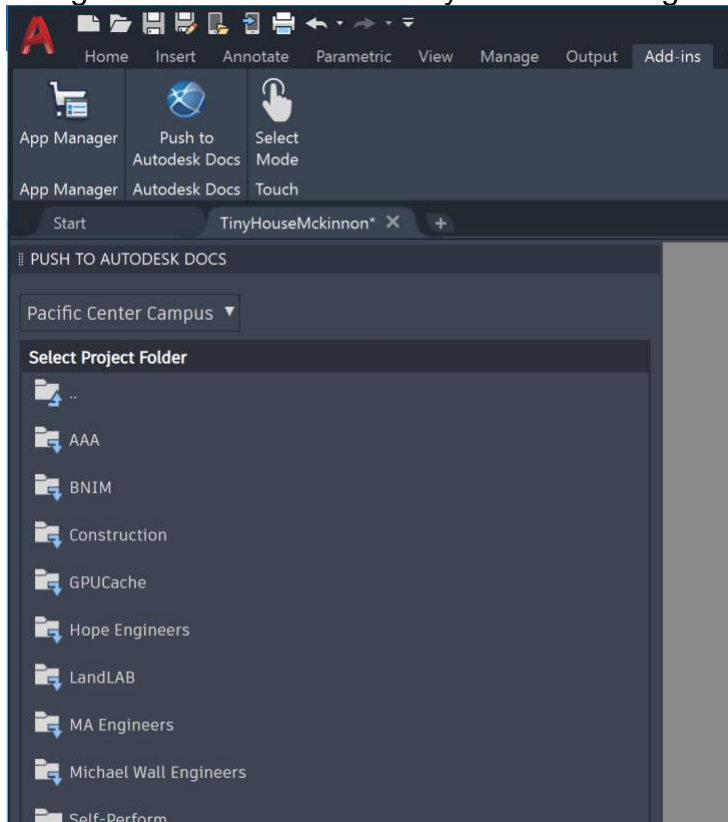 Home Insert Annotate Parametric View Manage Output Add-ins
App Manager
Push to
Autodesk Docs
Select
Mode
App Manager Autodesk Docs Touch
Start TinyHouseMckinnon*
PUSH TO AUTODESK DOCS
Pacific Center Campus
Select Project Folder
..
AAA
BNIM
Construction
GPUCache
Hope Engineers
LandLAB
MA Engineers
Michael Wall Engineers
Self-Perform